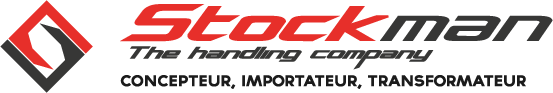 Stockman
The handling company
CONCEPTEUR, IMPORTATEUR, TRANSFORMATEUR